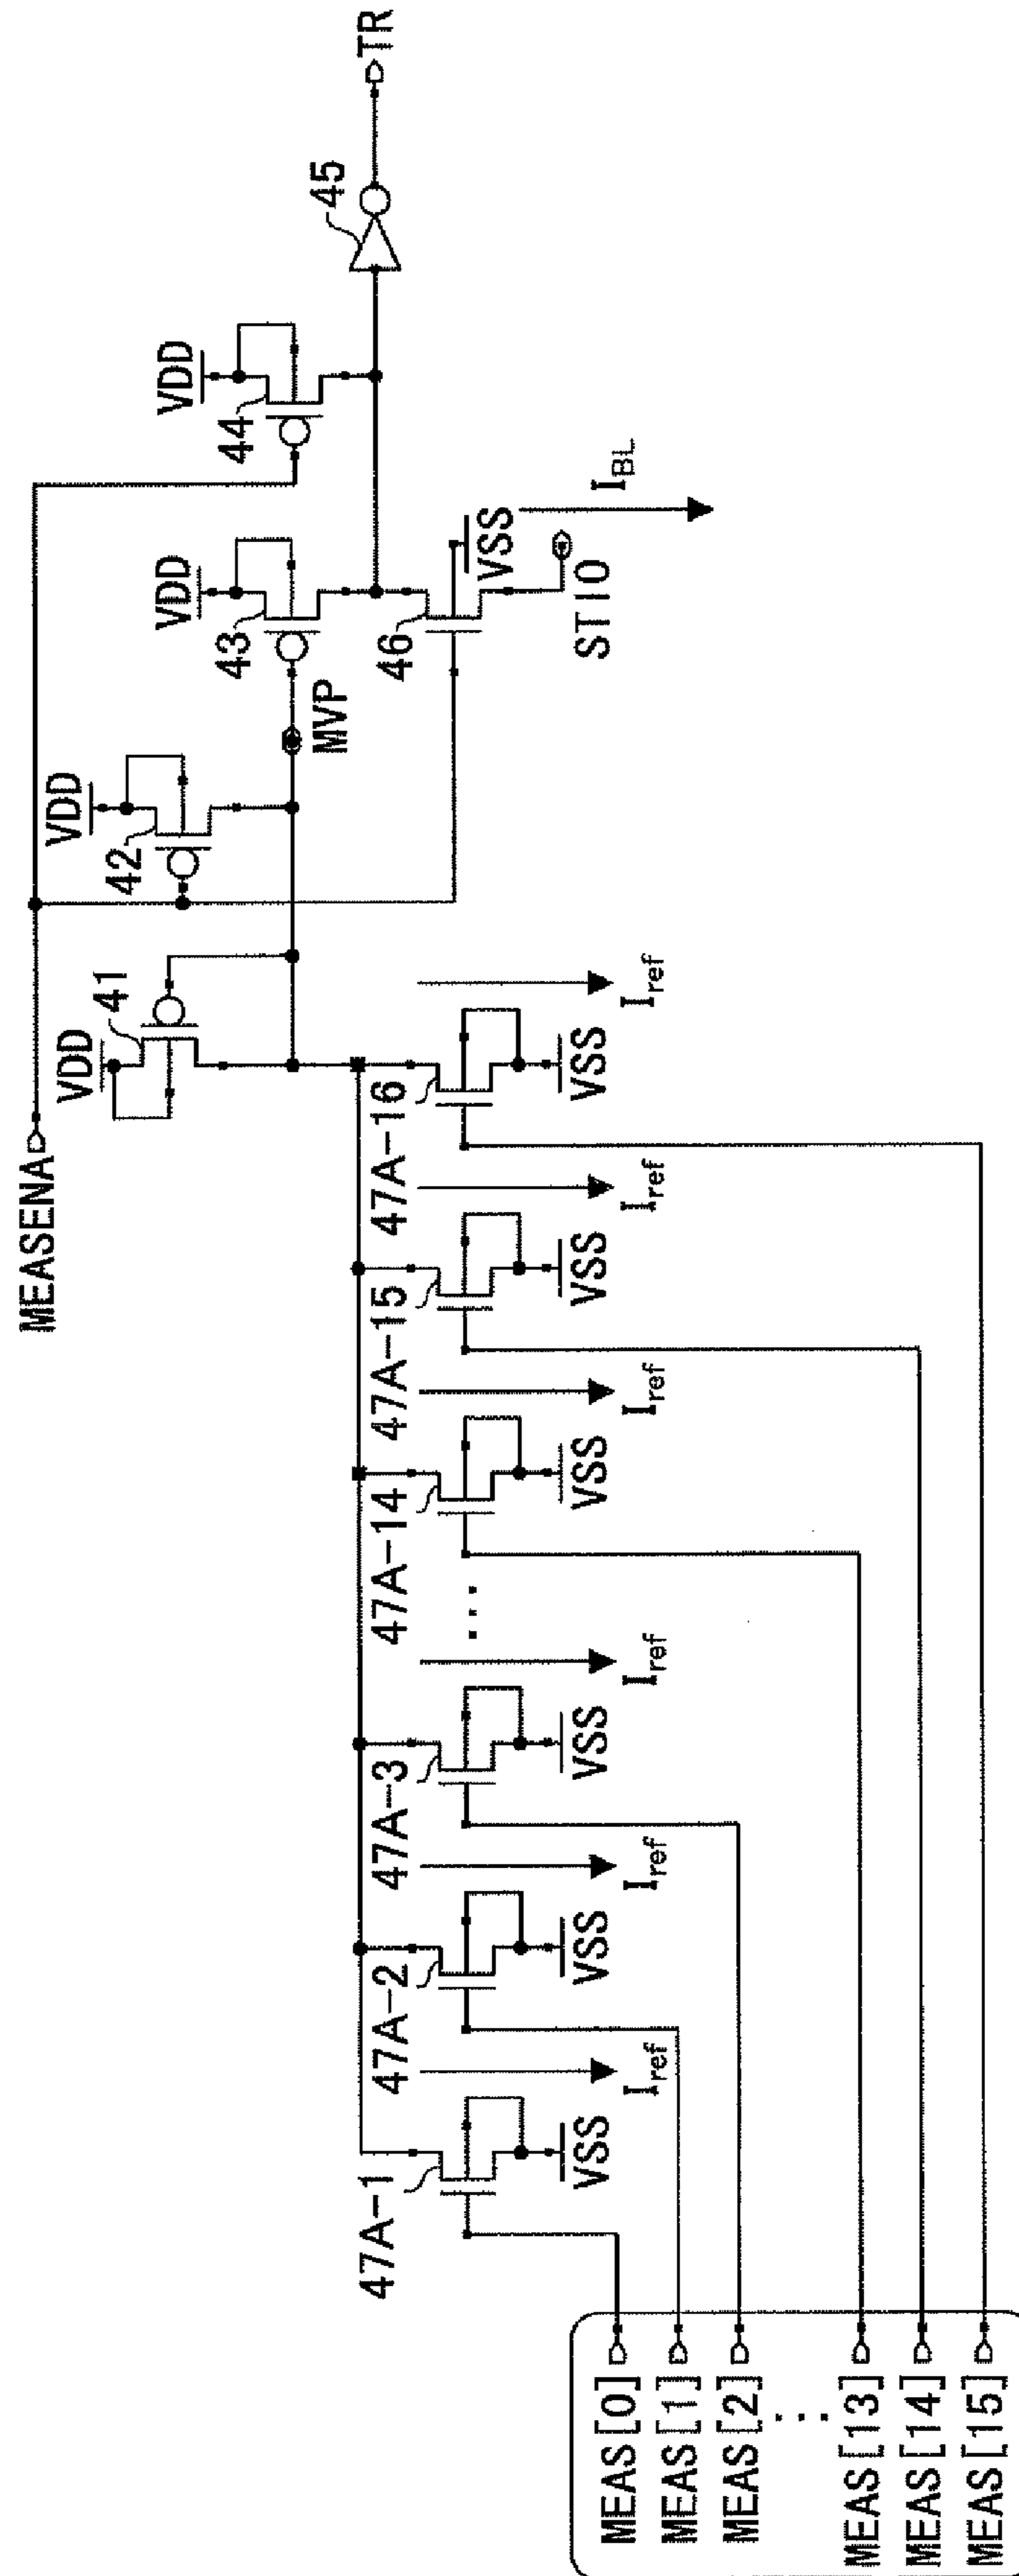 MEASENA
VDD
41
VDD
42
VDD
43
VDD
44
45
TR
MVP
46
VSS
STIO
I_BL
47A-1
VSS
I_ref
47A-2
VSS
I_ref
47A-3
VSS
I_ref
...
47A-14
VSS
I_ref
47A-15
VSS
I_ref
47A-16
VSS
I_ref
MEAS[0]
MEAS[1]
MEAS[2]
...
MEAS[13]
MEAS[14]
MEAS[15]